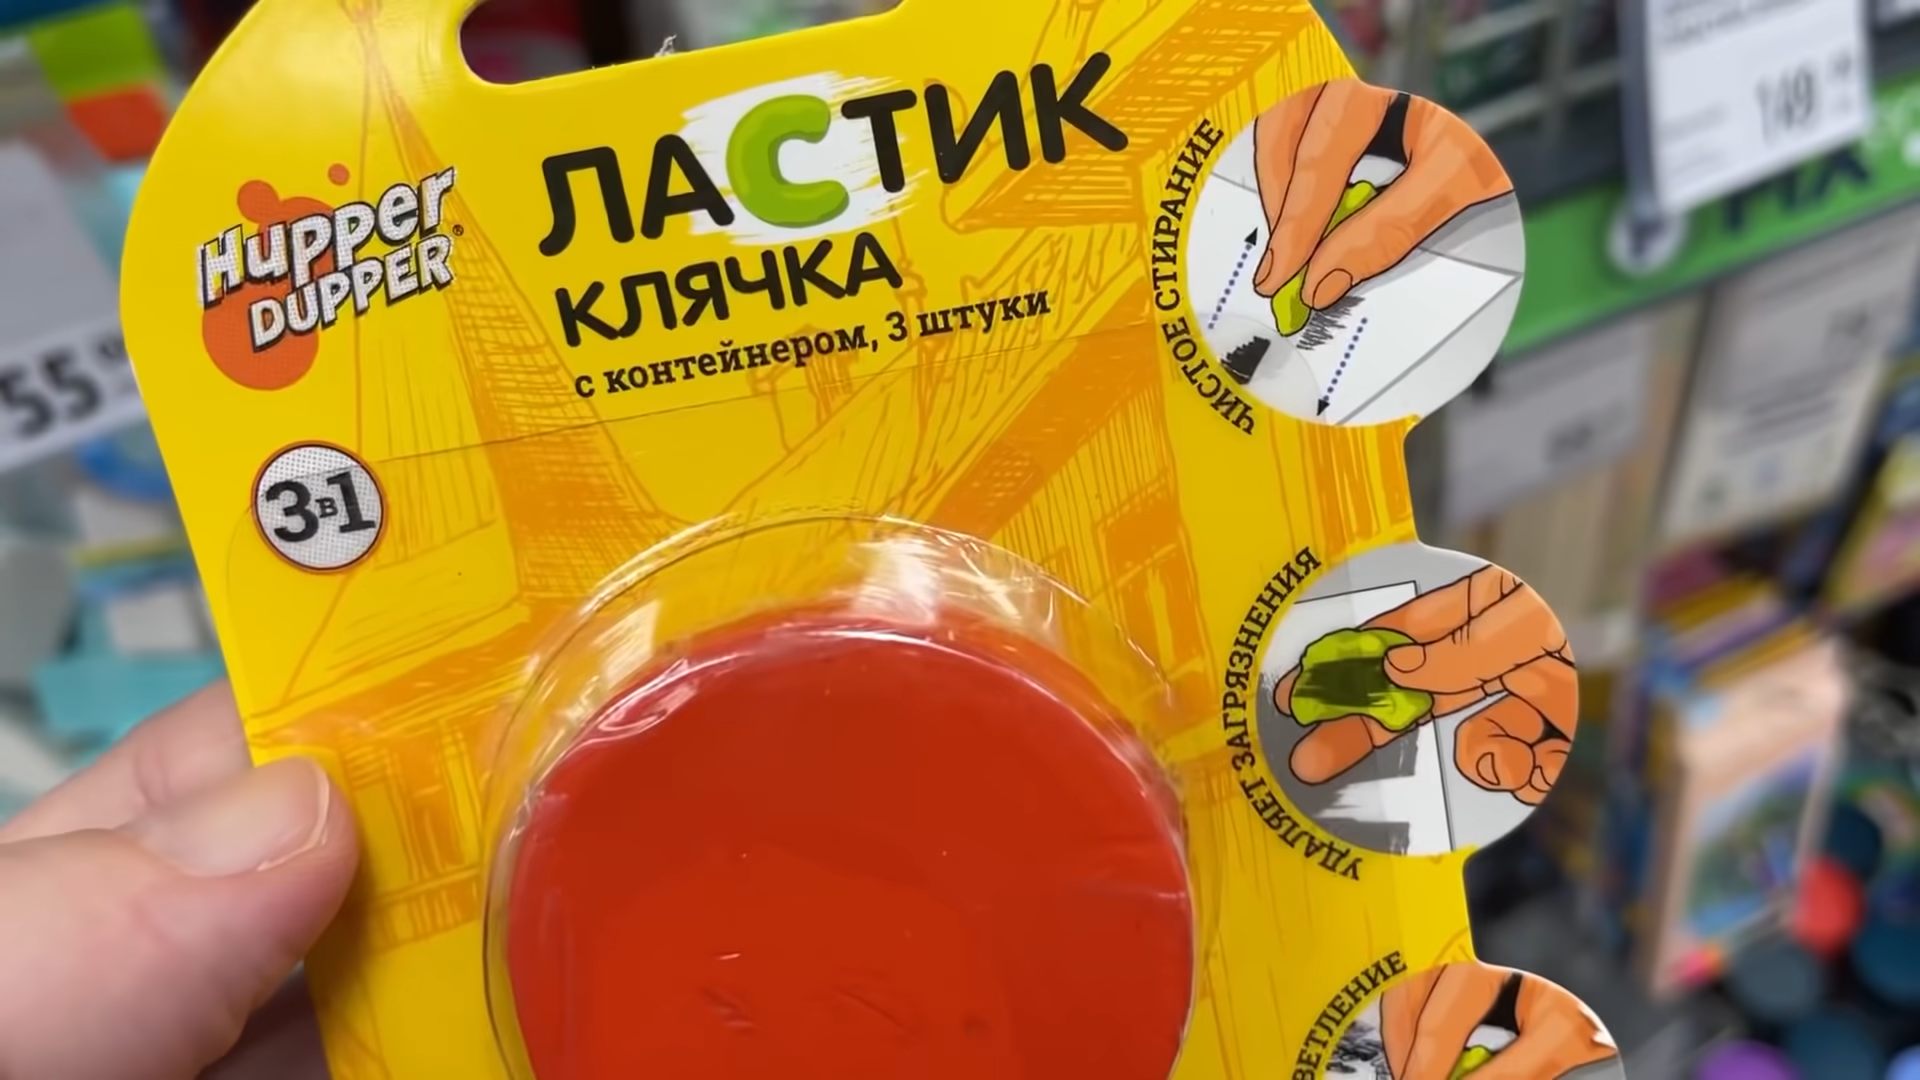 Hupper
DUPPER®
ЛАСТИК
КЛЯЧКА
с контейнером, 3 штуки
3в1
ЧИСТОЕ СТИРАНИЕ
УДАЛЯЕТ ЗАГРЯЗНЕНИЯ
ВЕТЛЕНИЕ
55
149